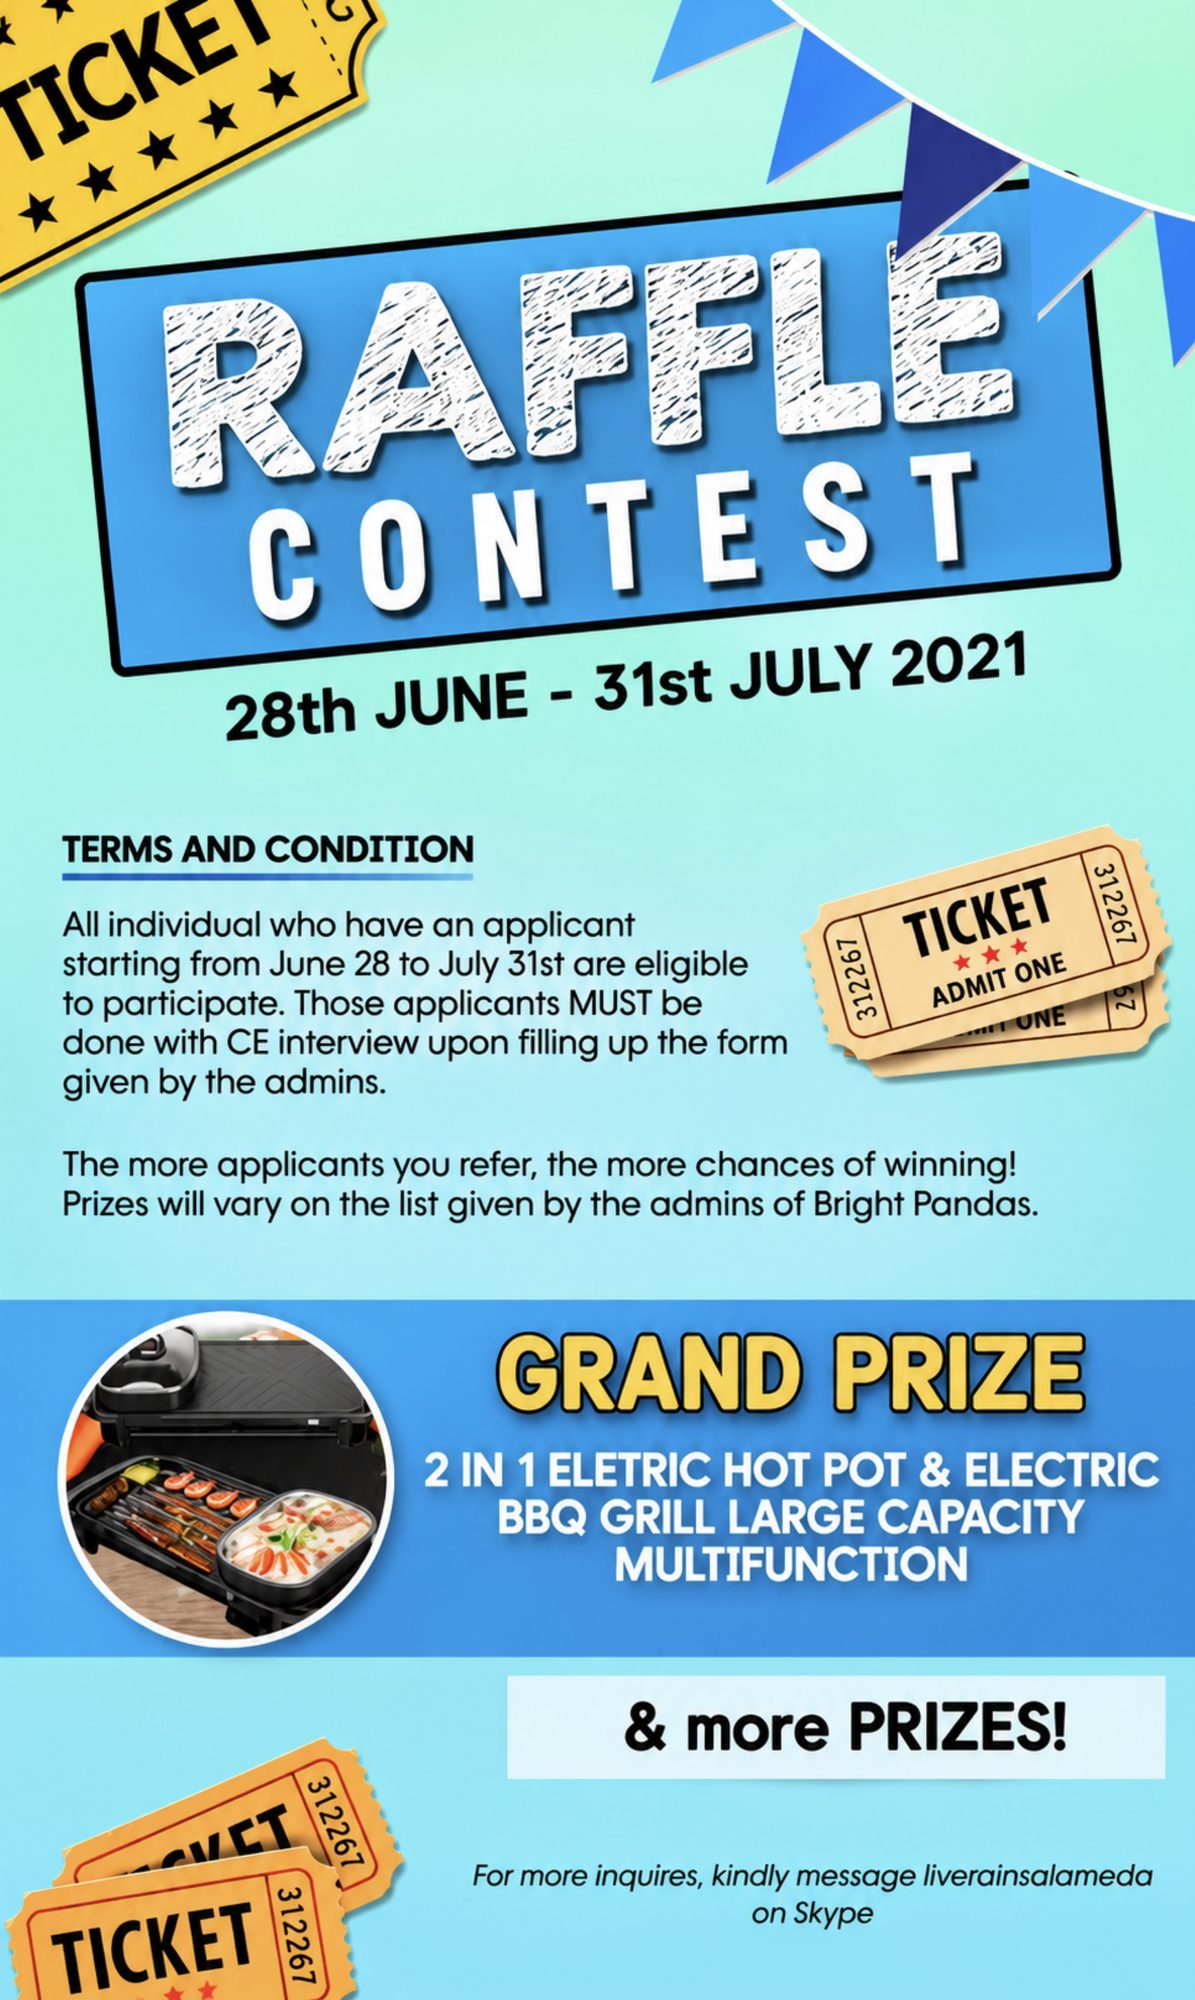 TICKET
RAFFLE
CONTEST
28th JUNE - 31st JULY 2021
TERMS AND CONDITION
All individual who have an applicant
starting from June 28 to July 31st are eligible
to participate. Those applicants MUST be
done with CE interview upon filling up the form
given by the admins.
312267
TICKET
ADMIT ONE
312267
The more applicants you refer, the more chances of winning!
Prizes will vary on the list given by the admins of Bright Pandas.
GRAND PRIZE
2 IN 1 ELETRIC HOT POT & ELECTRIC
BBQ GRILL LARGE CAPACITY
MULTIFUNCTION
& more PRIZES!
312267
TICKET
312267
For more inquires, kindly message liverainsalameda
on Skype